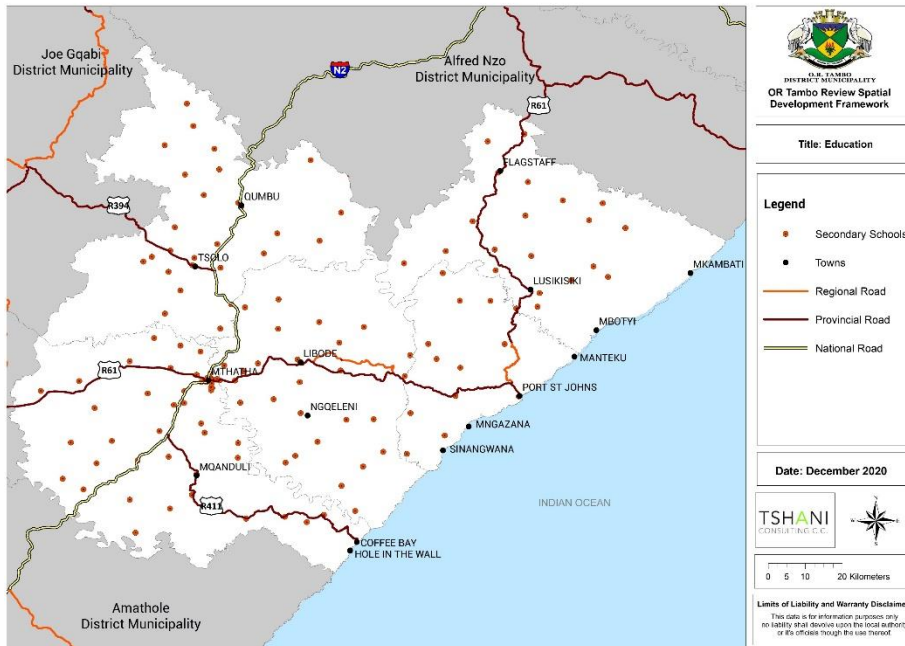 Joe Gqabi
District Municipality
N2
Alfred Nzo
District Municipality
R61
FLAGSTAFF
QUMBU
R394
TSOLO
MKAMBATI
LUSIKISIKI
MBOTYI
LIBODE
MANTEKU
R61
MTHATHA
PORT ST JOHNS
NGQELENI
MNGAZANA
SINANGWANA
MQANDULI
INDIAN OCEAN
R411
COFFEE BAY
HOLE IN THE WALL
Amathole
District Municipality
O.R. TAMBO
DISTRICT MUNICIPALITY
OR Tambo Review Spatial
Development Framework
Title: Education
Legend
Secondary Schools
Towns
Regional Road
Provincial Road
National Road
Date: December 2020
TSHANI
CONSULTING C.C.
N
W
E
S
0 5 10 20 Kilometers
Limits of Liability and Warranty Disclaime
This data is for information purposes only
no liability shall devolve upon the local authority
or it's officials though the use thereof